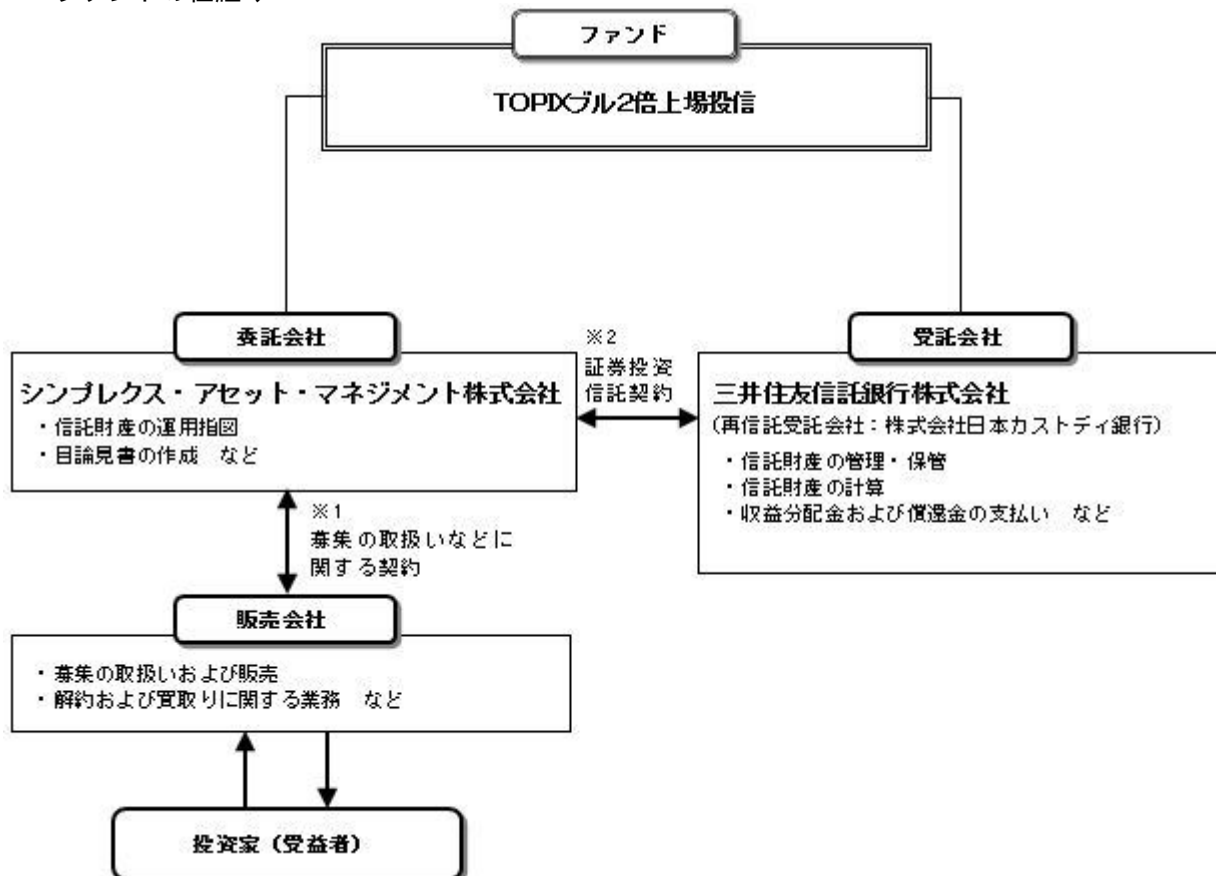 ファンド
TOPIXブル2倍上場投信
委託会社
シンプレクス・アセット・マネジメント株式会社
・信託財産の運用指図
・目論見書の作成　など
※2
証券投資
信託契約
受託会社
三井住友信託銀行株式会社
(再信託受託会社：株式会社日本カストディ銀行)
・信託財産の管理・保管
・信託財産の計算
・収益分配金および償還金の支払い　など
※1
募集の取扱いなどに
関する契約
販売会社
・募集の取扱いおよび販売
・解約および買取りに関する業務　など
投資家（受益者）